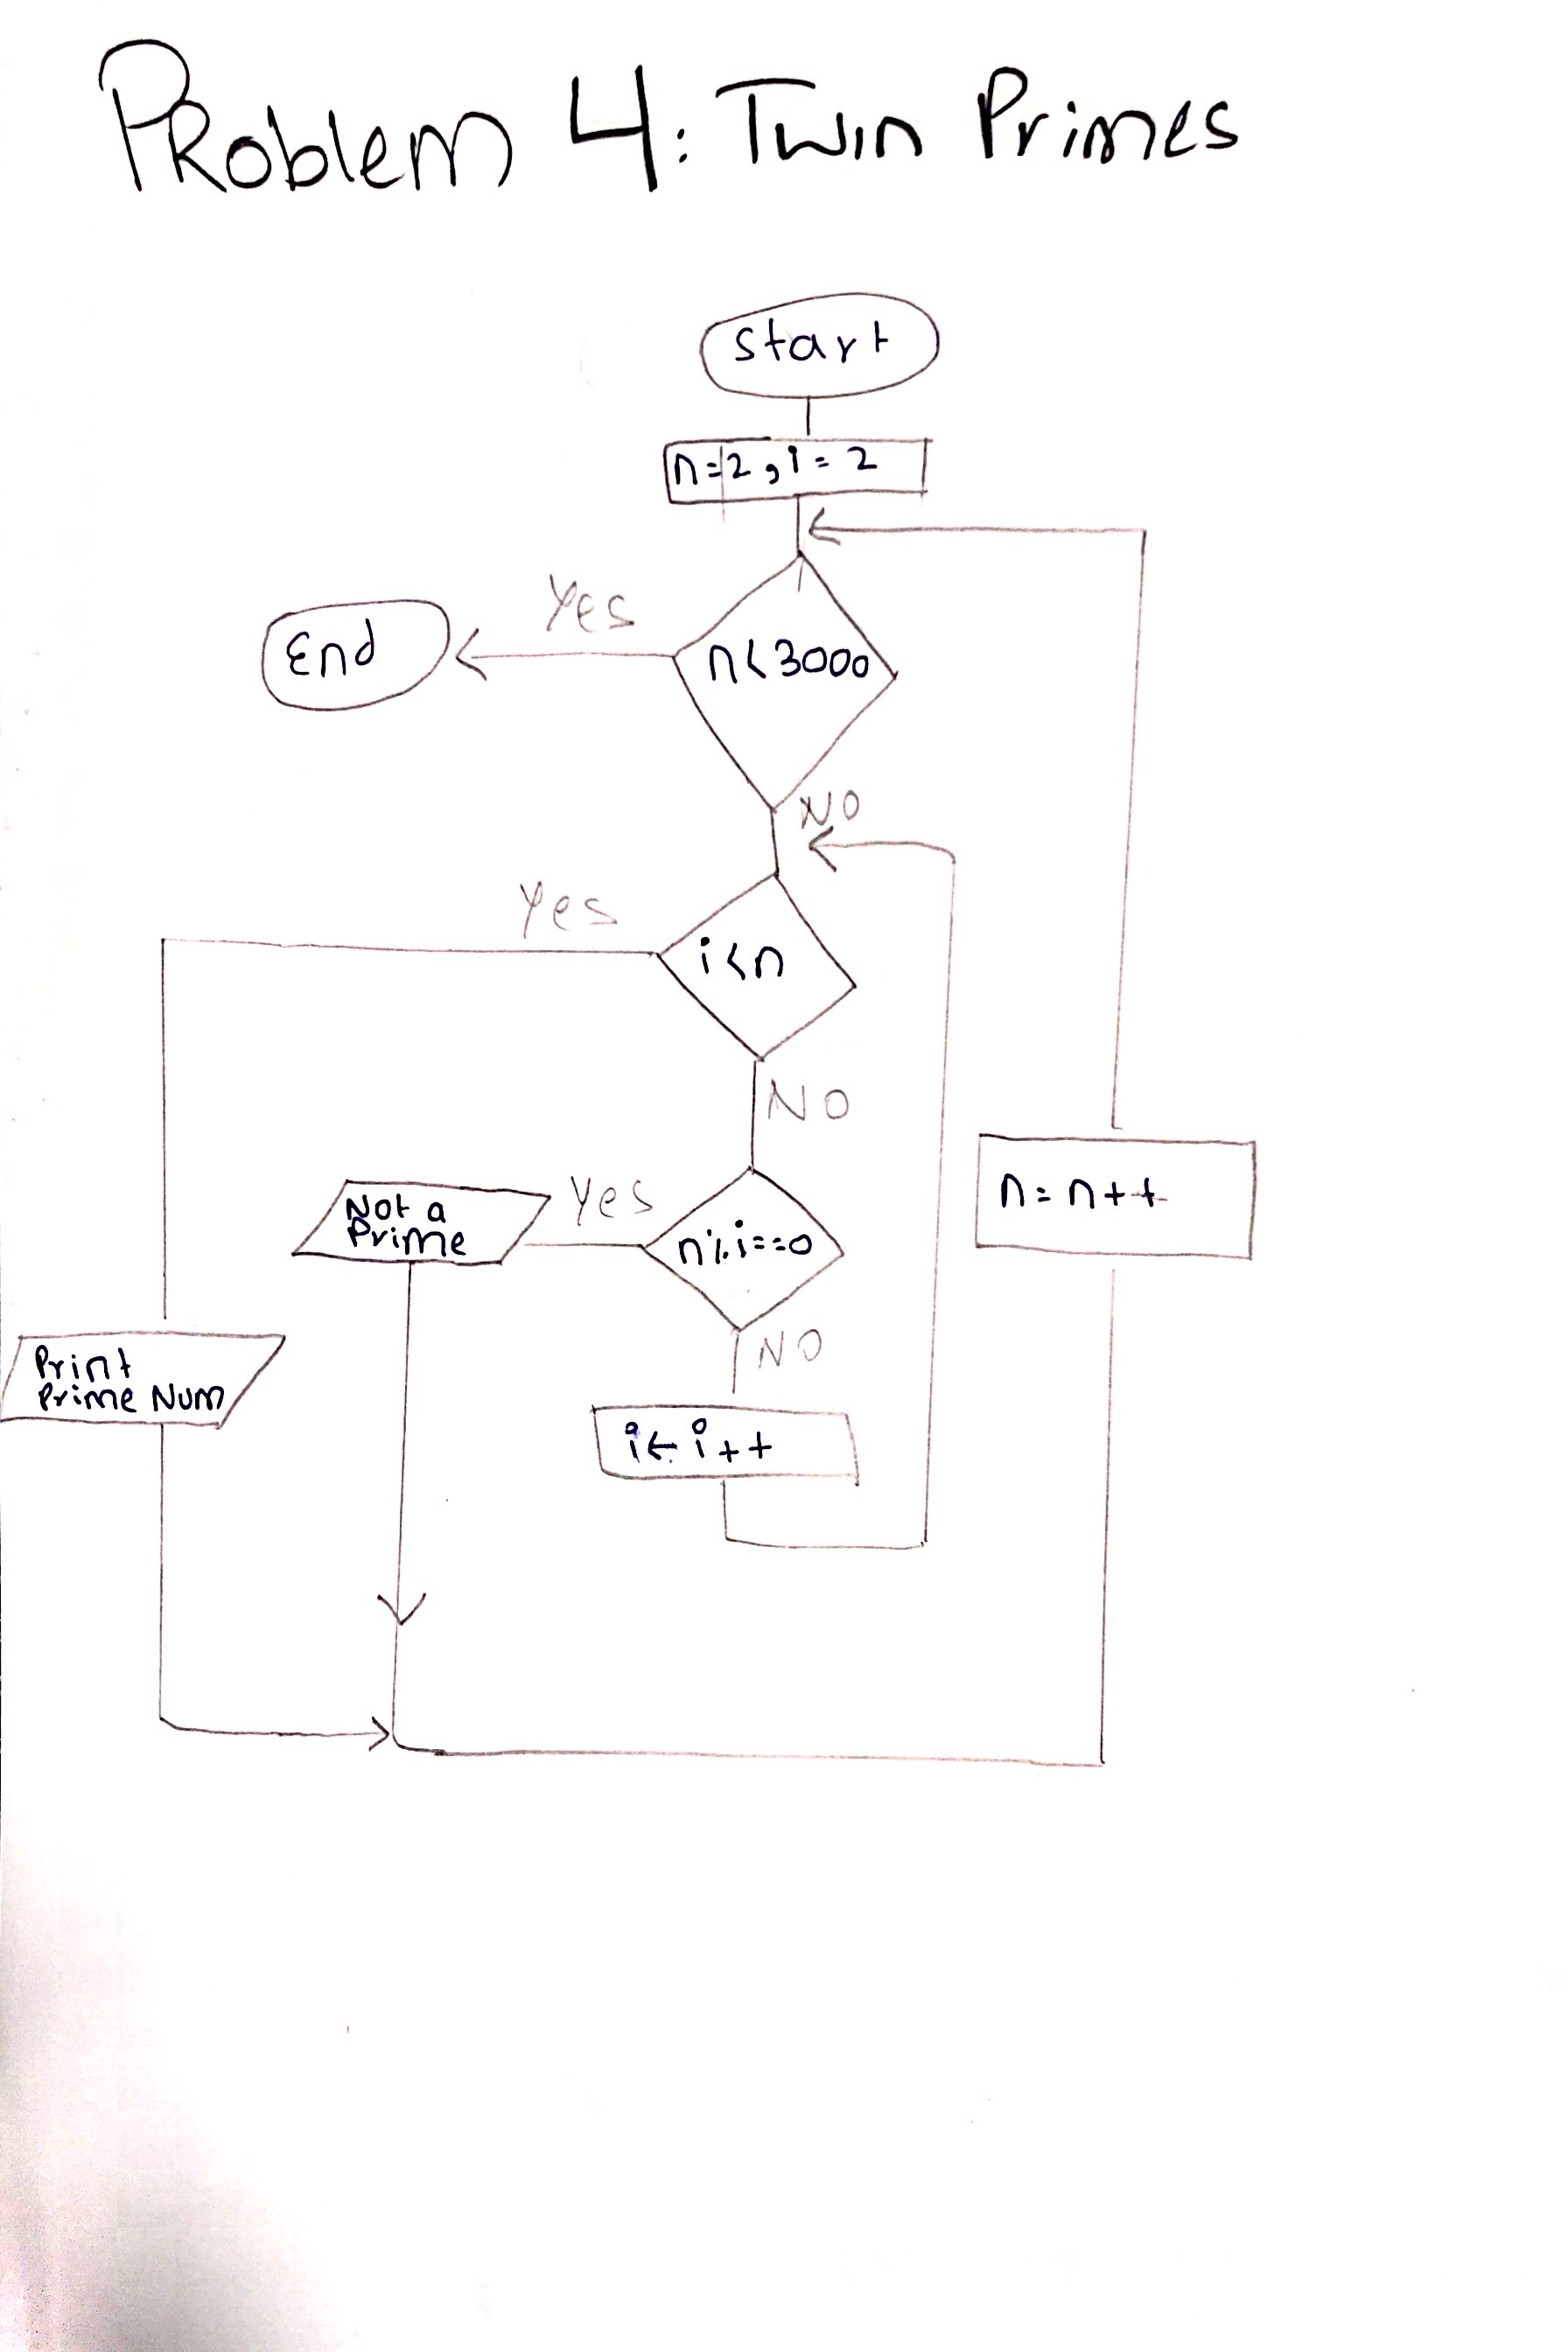 PRoblem 4: Twin Primes
start
n=2, i=2
Yes
End
n<3000
NO
Yes
i<n
NO
Not a
Prime
Yes
n%i==0
n=n++
NO
Print
Prime Num
i←i++